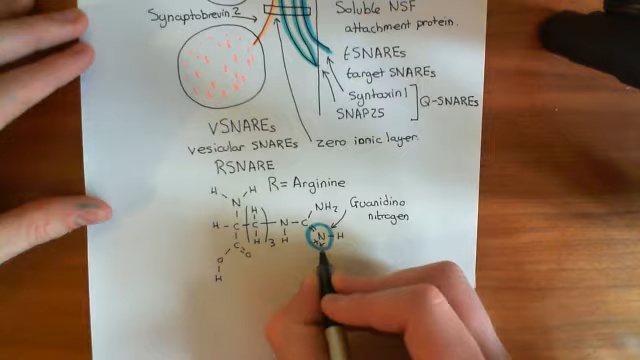 Synaptobrevin 2
Soluble NSF
attachment protein.
tSNAREs
target SNAREs
Syntaxin 1
SNAP25
Q-SNAREs
vSNAREs
vesicular SNAREs
zero ionic layer.
RSNARE
R = Arginine
H H
N
NH2
Guanidino
nitrogen
H
H - C - ( C ) 3 - N - C
H H
N - H
C
O O
H